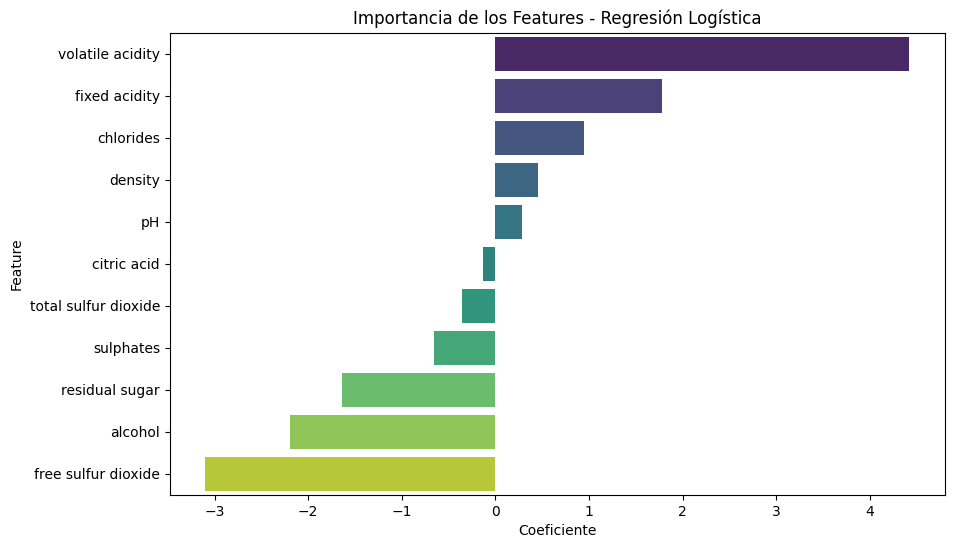 Importancia de los Features - Regresión Logística
volatile acidity
fixed acidity
chlorides
density
pH
citric acid
total sulfur dioxide
sulphates
residual sugar
alcohol
free sulfur dioxide
Feature
−3
−2
−1
0
1
2
3
4
Coeficiente